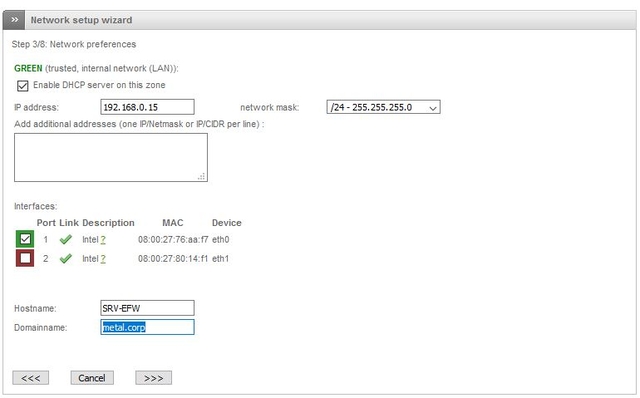 Network setup wizard
Step 3/8: Network preferences
GREEN (trusted, internal network (LAN)):
Enable DHCP server on this zone
IP address: 192.168.0.15 network mask: /24 - 255.255.255.0
Add additional addresses (one IP/Netmask or IP/CIDR per line) :
Interfaces:
Port Link Description MAC Device
1 Intel ? 08:00:27:76:aa:f7 eth0
2 Intel ? 08:00:27:80:14:f1 eth1
Hostname: SRV-EFW
Domainname: metal.corp
<<< Cancel >>>